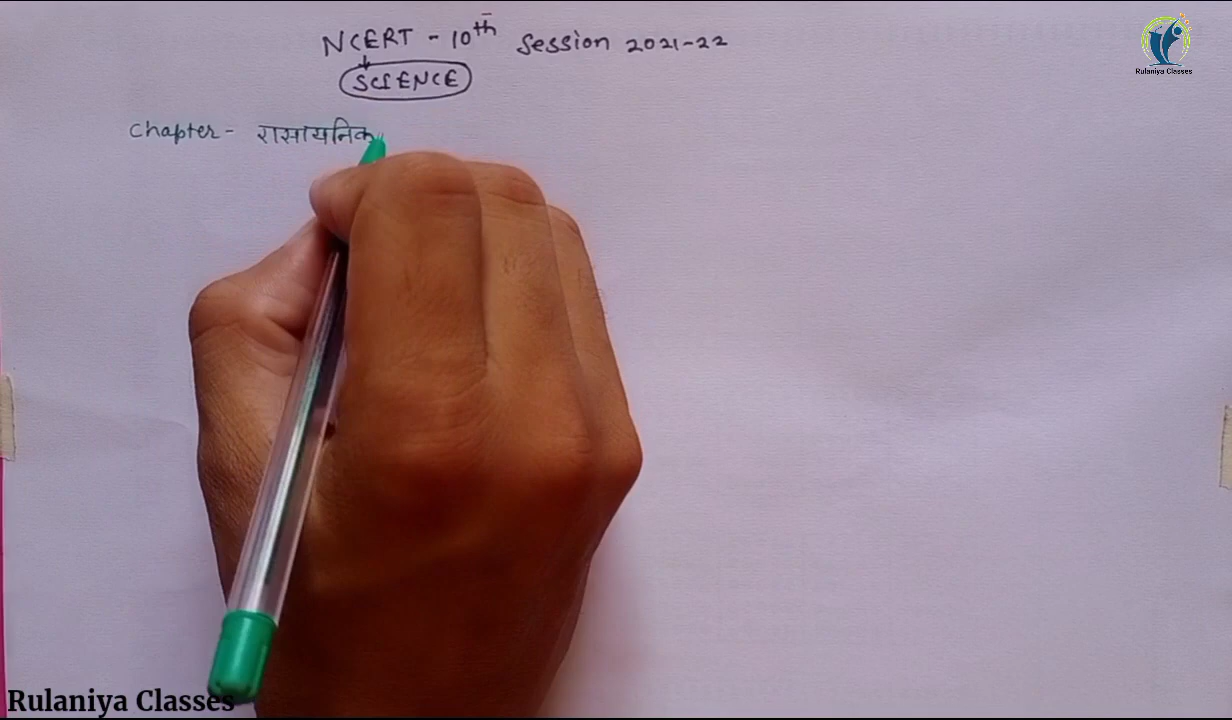 NCERT - 10th Session 2021-22
SCIENCE
Chapter - रासायनिक
Rulaniya Classes
Rulaniya Classes